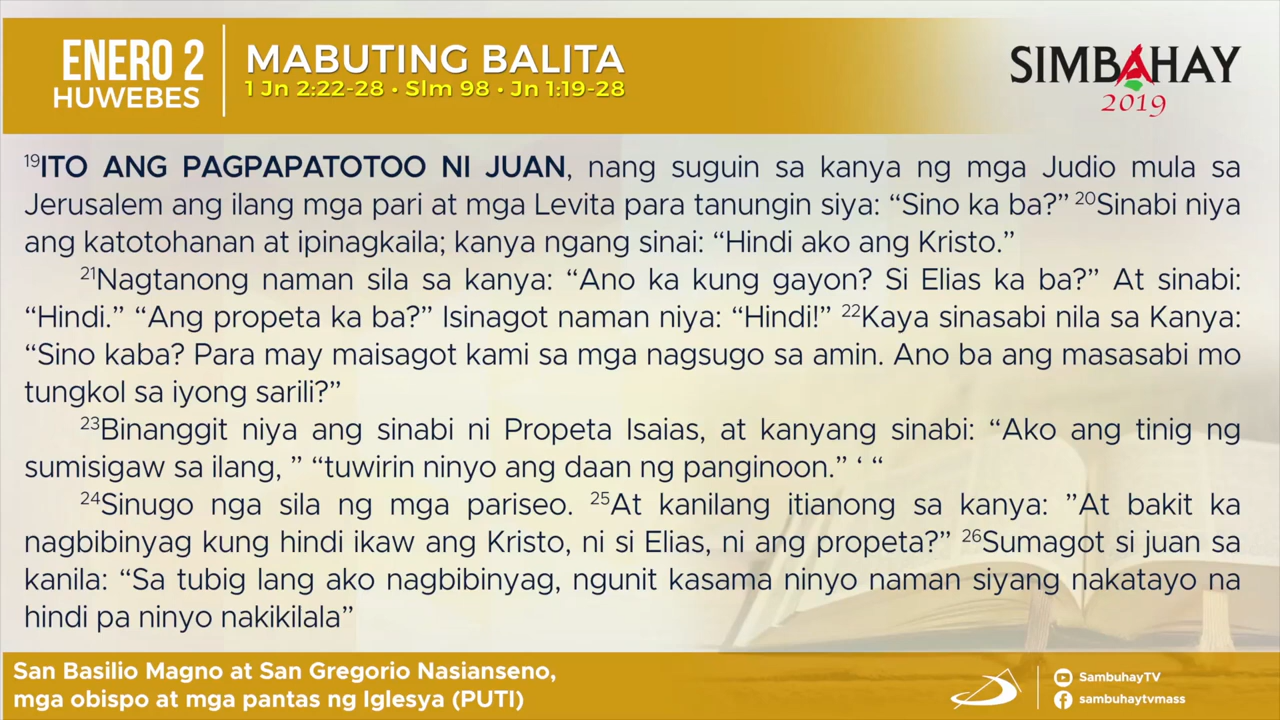 ENERO 2
HUWEBES
MABUTING BALITA
1 Jn 2:22-28 • Slm 98 • Jn 1:19-28
SIMBAHAY
2019
19ITO ANG PAGPAPATOTOO NI JUAN, nang suguin sa kanya ng mga Judio mula sa
Jerusalem ang ilang mga pari at mga Levita para tanungin siya: “Sino ka ba?” 20Sinabi niya
ang katotohanan at ipinagkaila; kanya ngang sinai: “Hindi ako ang Kristo.”
21Nagtanong naman sila sa kanya: “Ano ka kung gayon? Si Elias ka ba?” At sinabi:
“Hindi.” “Ang propeta ka ba?” Isinagot naman niya: “Hindi!” 22Kaya sinasabi nila sa Kanya:
“Sino kaba? Para may maisagot kami sa mga nagsugo sa amin. Ano ba ang masasabi mo
tungkol sa iyong sarili?”
23Binanggit niya ang sinabi ni Propeta Isaias, at kanyang sinabi: “Ako ang tinig ng
sumisigaw sa ilang, ” “tuwirin ninyo ang daan ng panginoon.” ‘ “
24Sinugo nga sila ng mga pariseo. 25At kanilang itianong sa kanya: ”At bakit ka
nagbibinyag kung hindi ikaw ang Kristo, ni si Elias, ni ang propeta?” 26Sumagot si juan sa
kanila: “Sa tubig lang ako nagbibinyag, ngunit kasama ninyo naman siyang nakatayo na
hindi pa ninyo nakikilala”
San Basilio Magno at San Gregorio Nasianseno,
mga obispo at mga pantas ng Iglesya (PUTI)
SambuhayTV
sambuhaytvmass